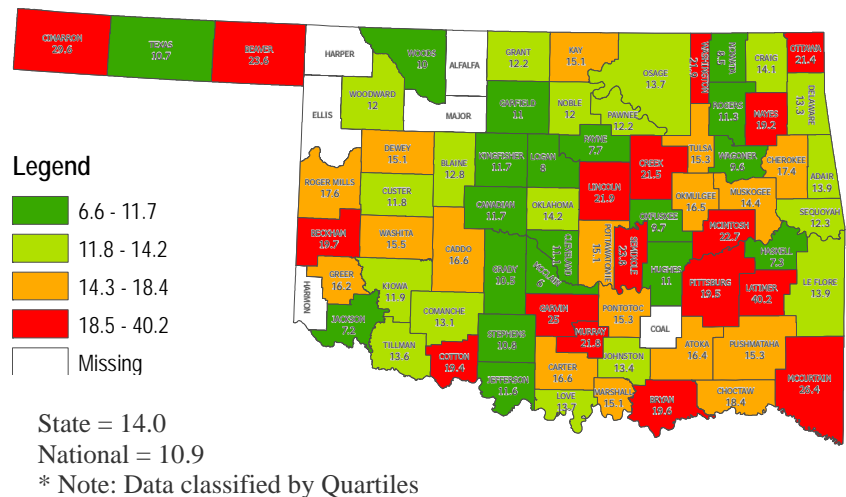 CIMARRON
29.6
TEXAS
10.7
BEAVER
23.6
HARPER
WOODS
10
ALFALFA
GRANT
12.2
KAY
15.1
OSAGE
13.7
WASHINGTON
NOWATA
CRAIG
14.1
OTTAWA
21.4
ELLIS
WOODWARD
12
MAJOR
GARFIELD
11
NOBLE
12
PAWNEE
12.2
ROGERS
11.3
MAYES
19.2
DELAWARE
13.3
DEWEY
15.1
BLAINE
12.8
KINGFISHER
11.7
LOGAN
8
PAYNE
7.7
CREEK
21.5
TULSA
15.3
WAGONER
9.6
CHEROKEE
17.4
ADAIR
13.9
ROGER MILLS
17.6
CUSTER
11.8
CANADIAN
11.7
OKLAHOMA
14.2
LINCOLN
21.9
OKMULGEE
16.5
MUSKOGEE
14.4
SEQUOYAH
12.3
BECKHAM
19.7
WASHITA
15.5
CADDO
16.6
GRADY
CLEVELAND
MCCLAIN
POTTAWATOMIE
15.1
SEMINOLE
OKFUSKEE
9.7
MCINTOSH
22.7
HASKELL
HUGHES
11
PITTSBURG
19.5
LATIMER
40.2
LE FLORE
13.9
HARMON
GREER
16.2
KIOWA
11.9
COMANCHE
13.1
JACKSON
TILLMAN
13.6
COTTON
19.4
STEPHENS
10.8
JEFFERSON
11.6
GARVIN
25
MURRAY
21.8
PONTOTOC
15.3
COAL
CARTER
16.6
JOHNSTON
13.4
ATOKA
16.4
PUSHMATAHA
15.3
LOVE
13.7
MARSHALL
15.1
BRYAN
19.6
CHOCTAW
18.4
MCCURTAIN
Legend
6.6 - 11.7
11.8 - 14.2
14.3 - 18.4
18.5 - 40.2
Missing
State = 14.0
National = 10.9
* Note: Data classified by Quartiles